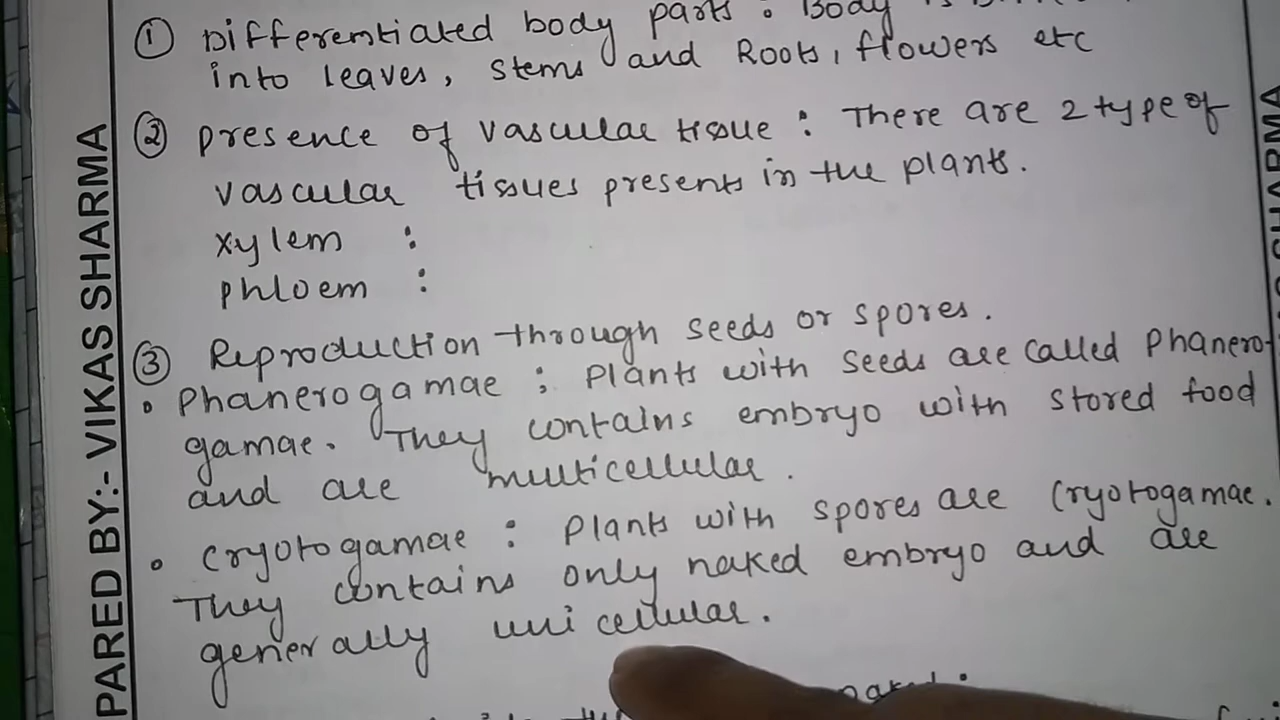 ① Differentiated body parts : Body is
into leaves, stems and Roots, flowers etc
② presence of vascular tissue : There are 2 type of
vascular tissues presents in the plants.
xylem :
phloem :
③ Reproduction through seeds or spores.
• Phanerogamae : Plants with seeds are called Phanero-
gamae. They contains embryo with stored food
and are multicellular.
• Cryotogamae : Plants with spores are Cryotogamae.
They contains only naked embryo and are
generally unicellular.
PARED BY:- VIKAS SHARMA
SHARMA